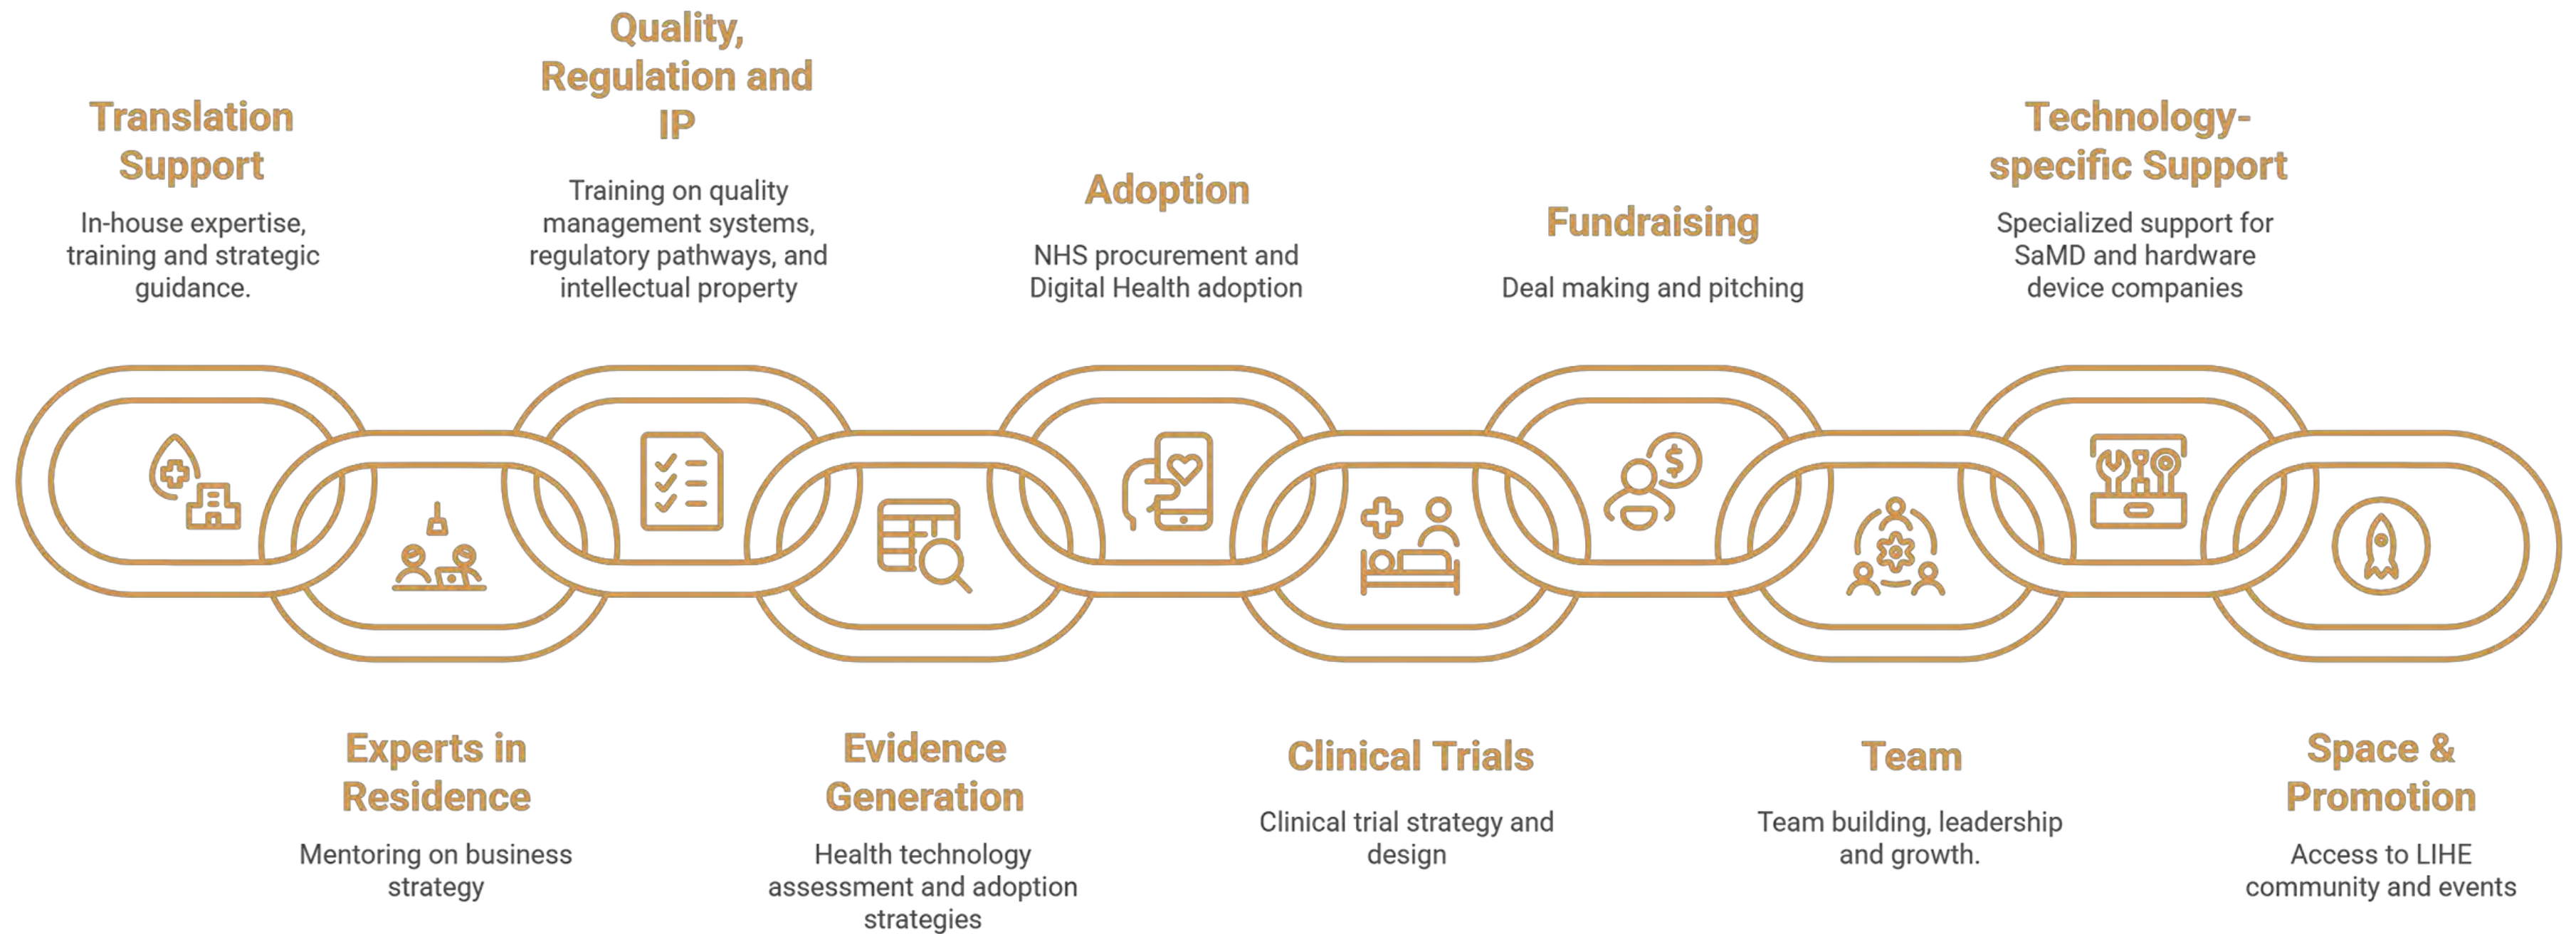 Translation
Support
In-house expertise,
training and strategic
guidance.
Experts in
Residence
Mentoring on business
strategy
Quality,
Regulation and
IP
Training on quality
management systems,
regulatory pathways, and
intellectual property
Evidence
Generation
Health technology
assessment and adoption
strategies
Adoption
NHS procurement and
Digital Health adoption
Clinical Trials
Clinical trial strategy and
design
Fundraising
Deal making and pitching
$
Team
Team building, leadership
and growth.
Technology-
specific Support
Specialized support for
SaMD and hardware
device companies
Space &
Promotion
Access to LIHE
community and events